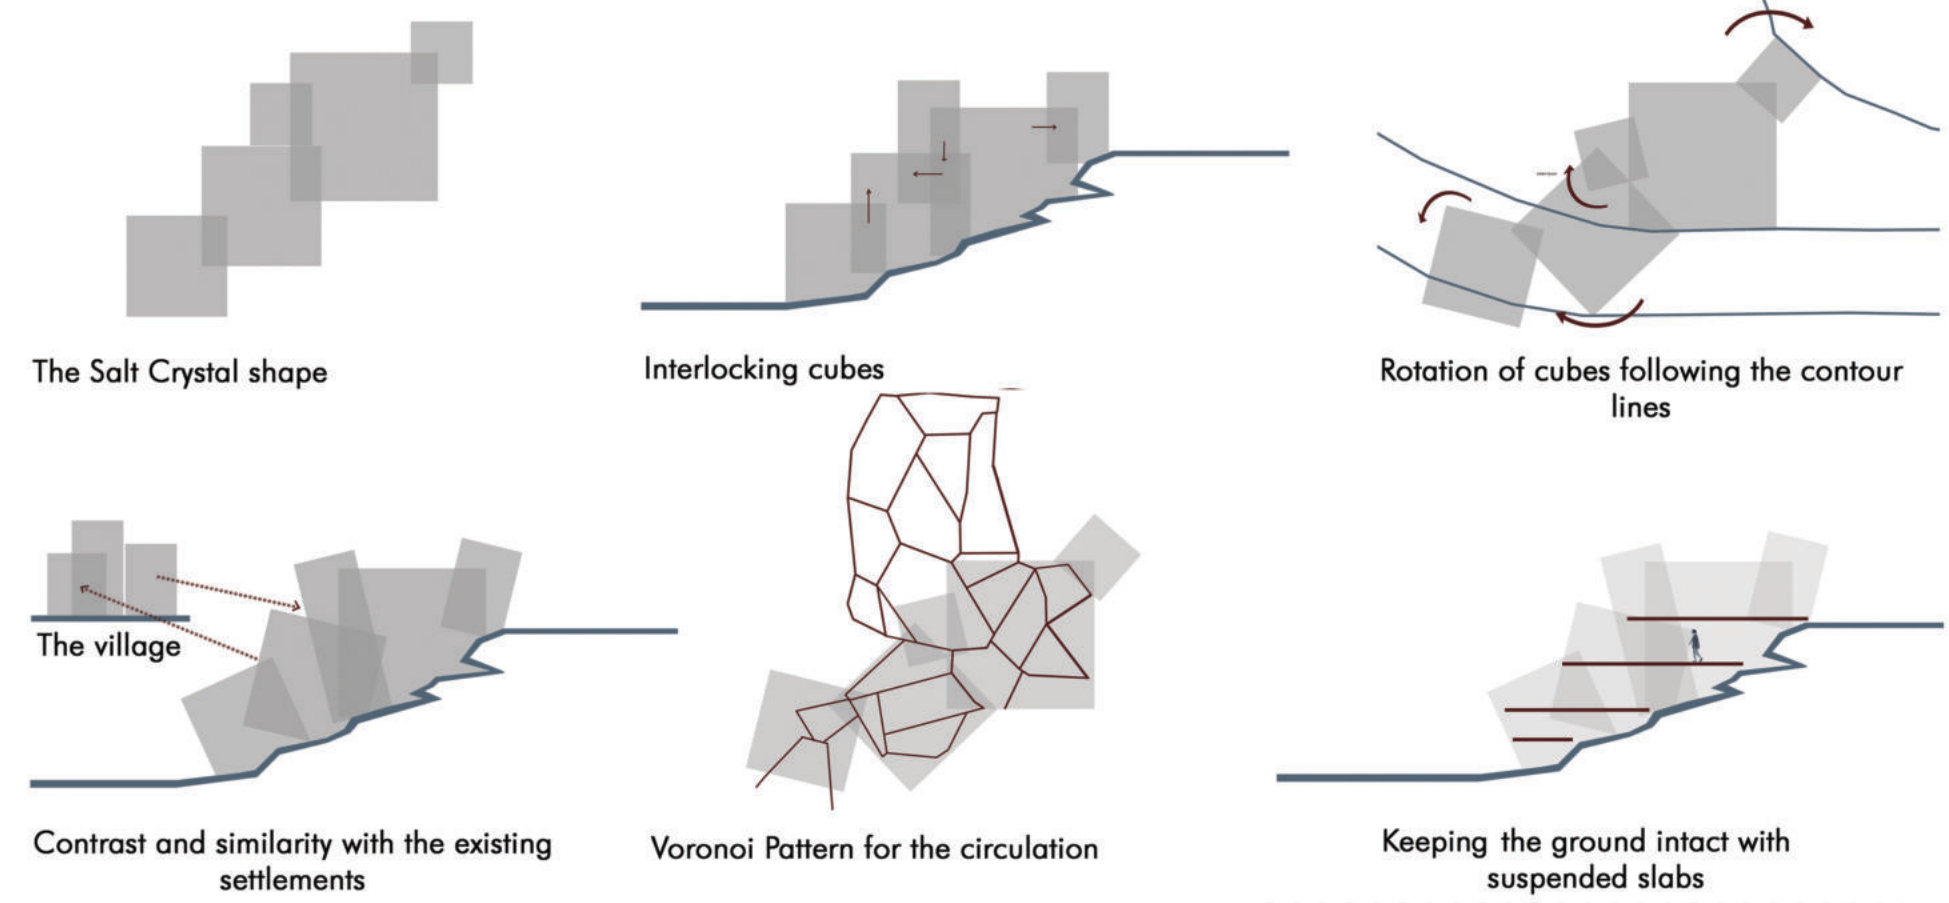 The Salt Crystal shape
Interlocking cubes
Rotation of cubes following the contour
lines
The village
Contrast and similarity with the existing
settlements
Voronoi Pattern for the circulation
Keeping the ground intact with
suspended slabs